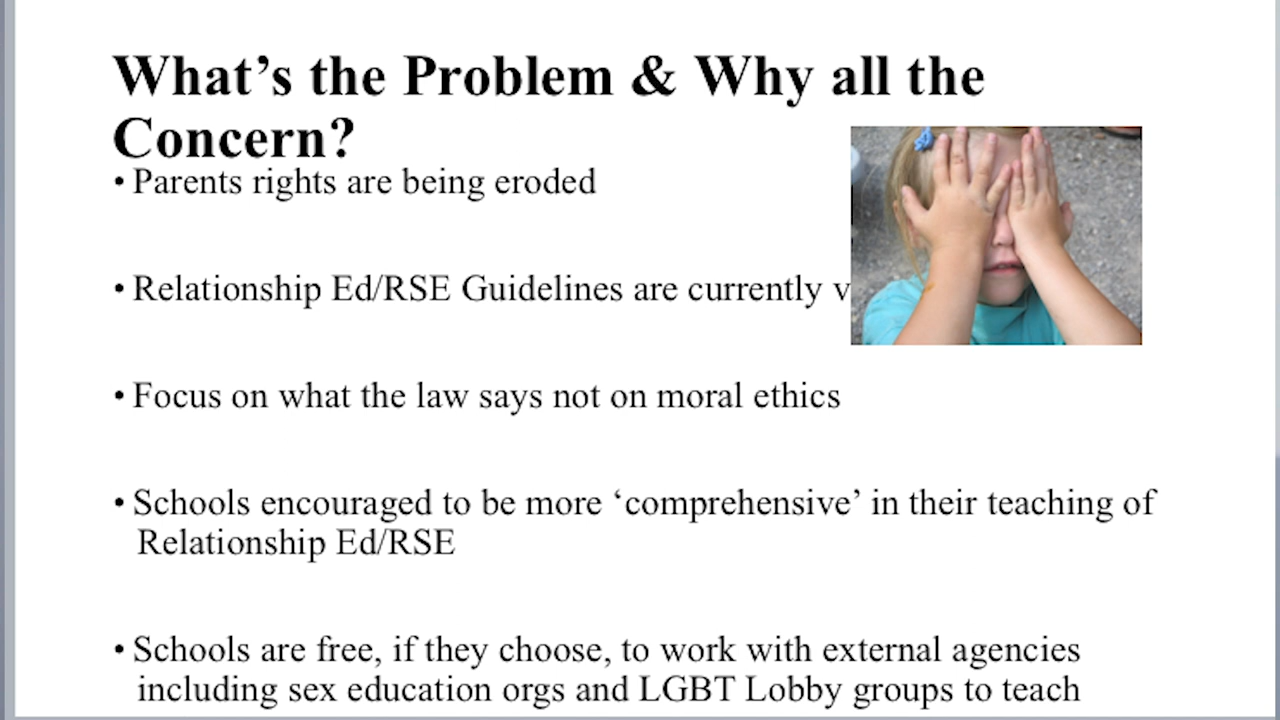 What’s the Problem & Why all the
Concern?
• Parents rights are being eroded
• Relationship Ed/RSE Guidelines are currently
• Focus on what the law says not on moral ethics
• Schools encouraged to be more ‘comprehensive’ in their teaching of
Relationship Ed/RSE
• Schools are free, if they choose, to work with external agencies
including sex education orgs and LGBT Lobby groups to teach